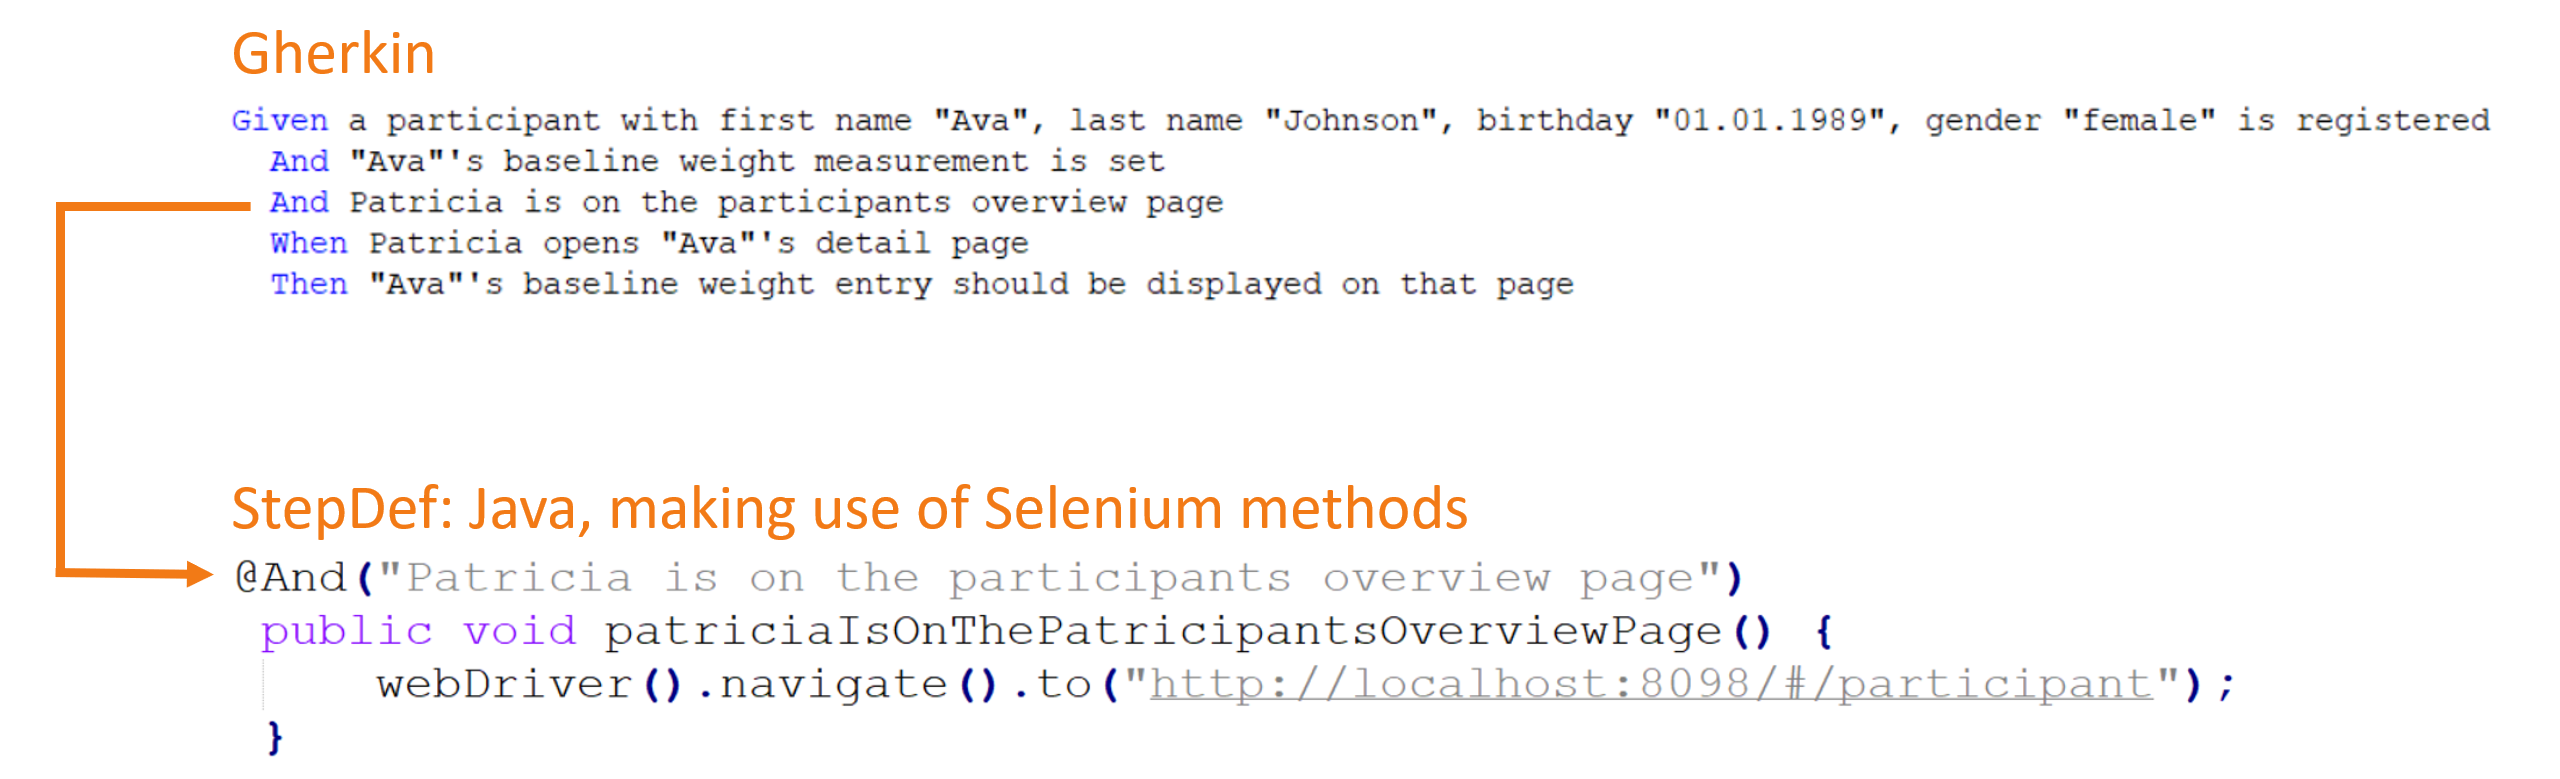 Gherkin
Given a participant with first name "Ava", last name "Johnson", birthday "01.01.1989", gender "female" is registered
And "Ava"'s baseline weight measurement is set
And Patricia is on the participants overview page
When Patricia opens "Ava"'s detail page
Then "Ava"'s baseline weight entry should be displayed on that page
StepDef: Java, making use of Selenium methods
@And("Patricia is on the participants overview page")
public void patriciaIsOnThePatricipantsOverviewPage() {
webDriver().navigate().to("http://localhost:8098/#/participant");
}